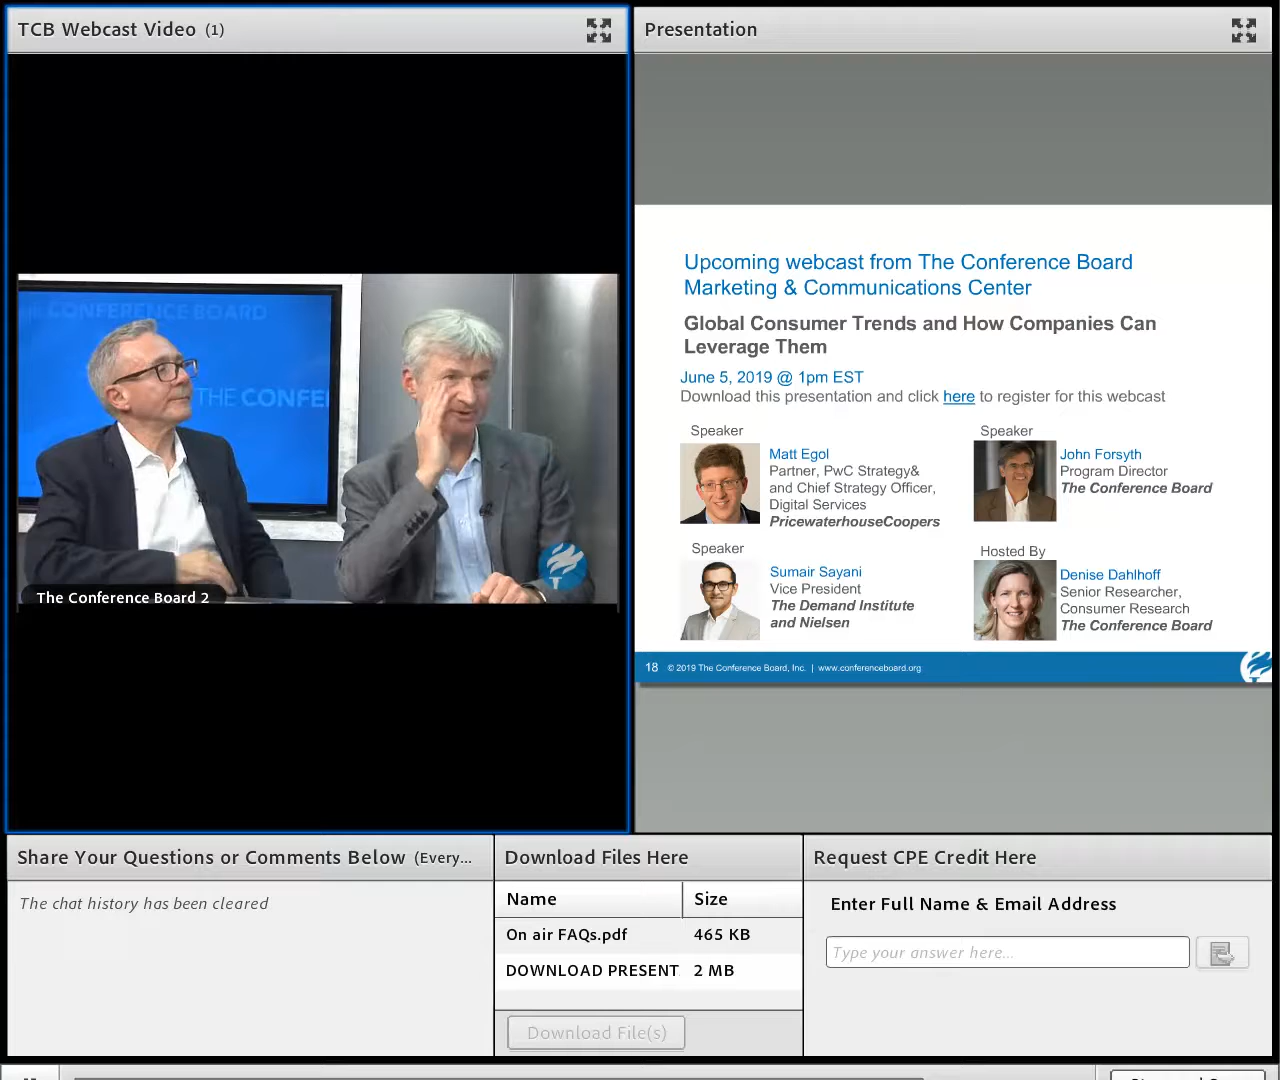 TCB Webcast Video (1)
Presentation
CONFERENCE BOARD
THE CONFE
The Conference Board 2
Upcoming webcast from The Conference Board
Marketing & Communications Center
Global Consumer Trends and How Companies Can
Leverage Them
June 5, 2019 @ 1pm EST
Download this presentation and click here to register for this webcast
Speaker
Matt Egol
Partner, PwC Strategy&
and Chief Strategy Officer,
Digital Services
PricewaterhouseCoopers
Speaker
John Forsyth
Program Director
The Conference Board
Speaker
Sumair Sayani
Vice President
The Demand Institute
and Nielsen
Hosted By
Denise Dahlhoff
Senior Researcher,
Consumer Research
The Conference Board
18 © 2019 The Conference Board, Inc. | www.conferenceboard.org
Share Your Questions or Comments Below (Every...
The chat history has been cleared
Download Files Here
Name Size
On air FAQs.pdf 465 KB
DOWNLOAD PRESENT 2 MB
Download File(s)
Request CPE Credit Here
Enter Full Name & Email Address
Type your answer here...